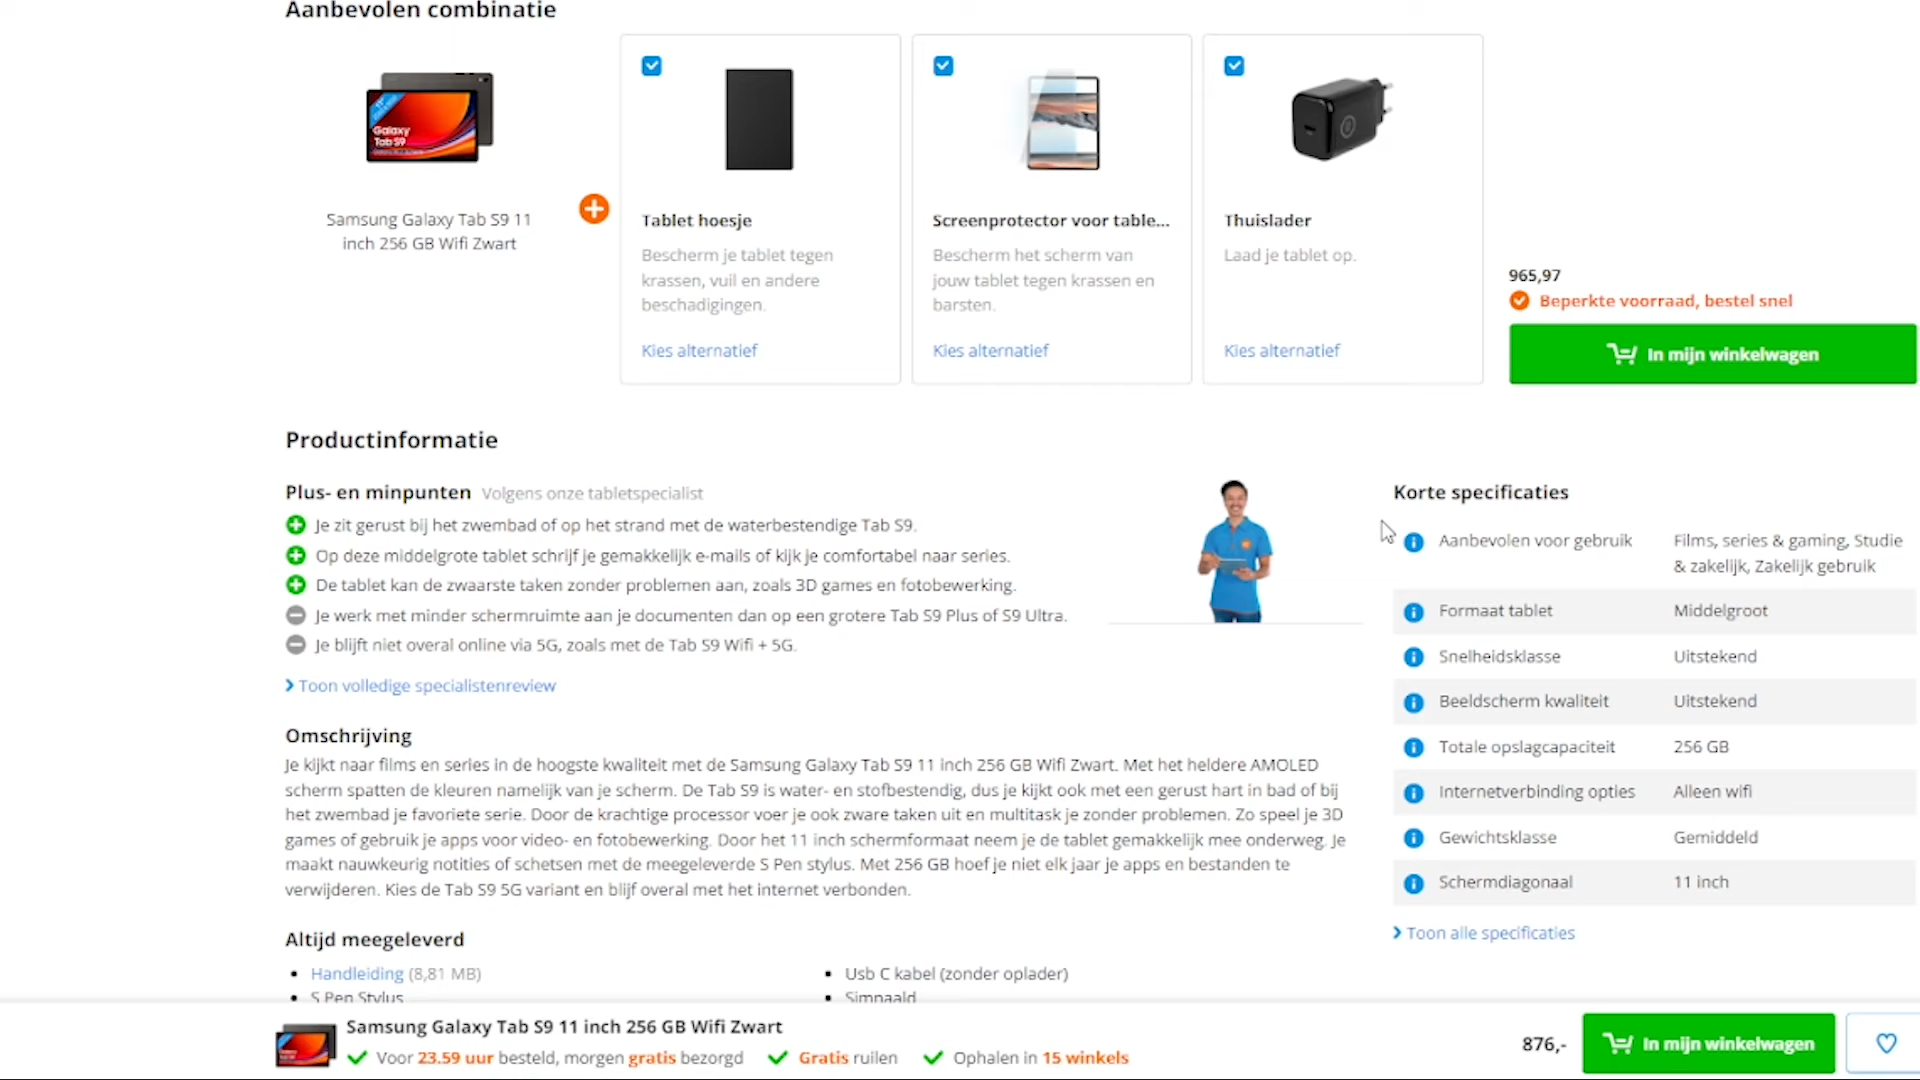 Aanbevolen combinatie
Galaxy
Tab S9
Samsung Galaxy Tab S9 11
inch 256 GB Wifi Zwart
Tablet hoesje
Bescherm je tablet tegen
krassen, vuil en andere
beschadigingen.
Kies alternatief
Screenprotector voor table...
Bescherm het scherm van
jouw tablet tegen krassen en
barsten.
Kies alternatief
Thuislader
Laad je tablet op.
Kies alternatief
965,97
Beperkte voorraad, bestel snel
In mijn winkelwagen
Productinformatie
Plus- en minpunten Volgens onze tabletspecialist
Je zit gerust bij het zwembad of op het strand met de waterbestendige Tab S9.
Op deze middelgrote tablet schrijf je gemakkelijk e-mails of kijk je comfortabel naar series.
De tablet kan de zwaarste taken zonder problemen aan, zoals 3D games en fotobewerking.
Je werk met minder schermruimte aan je documenten dan op een grotere Tab S9 Plus of S9 Ultra.
Je blijft niet overal online via 5G, zoals met de Tab S9 Wifi + 5G.
Toon volledige specialistenreview
Omschrijving
Je kijkt naar films en series in de hoogste kwaliteit met de Samsung Galaxy Tab S9 11 inch 256 GB Wifi Zwart. Met het heldere AMOLED
scherm spatten de kleuren namelijk van je scherm. De Tab S9 is water- en stofbestendig, dus je kijkt ook met een gerust hart in bad of bij
het zwembad je favoriete serie. Door de krachtige processor voer je ook zware taken uit en multitask je zonder problemen. Zo speel je 3D
games of gebruik je apps voor video- en fotobewerking. Door het 11 inch schermformaat neem je de tablet gemakkelijk mee onderweg. Je
maakt nauwkeurig notities of schetsen met de meegeleverde S Pen stylus. Met 256 GB hoef je niet elk jaar je apps en bestanden te
verwijderen. Kies de Tab S9 5G variant en blijf overal met het internet verbonden.
Altijd meegeleverd
Handleiding (8,81 MB)
S Pen Stylus
Usb C kabel (zonder oplader)
Simnaald
Korte specificaties
Aanbevolen voor gebruik Films, series & gaming, Studie
& zakelijk, Zakelijk gebruik
Formaat tablet Middelgroot
Snelheidsklasse Uitstekend
Beeldscherm kwaliteit Uitstekend
Totale opslagcapaciteit 256 GB
Internetverbinding opties Alleen wifi
Gewichtsklasse Gemiddeld
Schermdiagonaal 11 inch
Toon alle specificaties
Samsung Galaxy Tab S9 11 inch 256 GB Wifi Zwart
Voor 23.59 uur besteld, morgen gratis bezorgd Gratis ruilen Ophalen in 15 winkels
876,-
In mijn winkelwagen